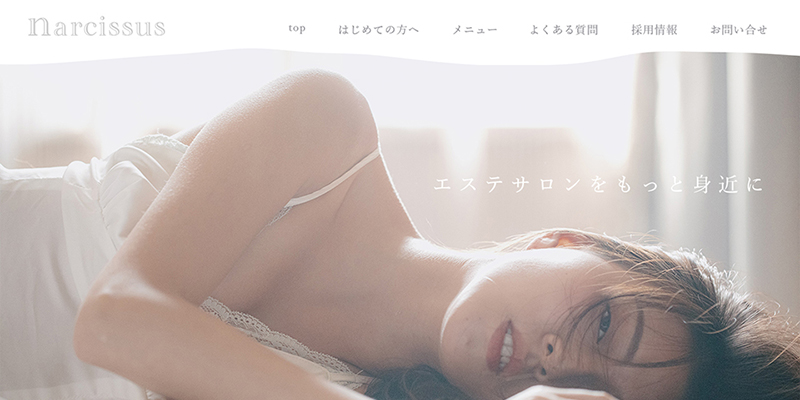 narcissus
top
はじめての方へ
メニュー
よくある質問
採用情報
お問い合せ
エステサロンをもっと身近に